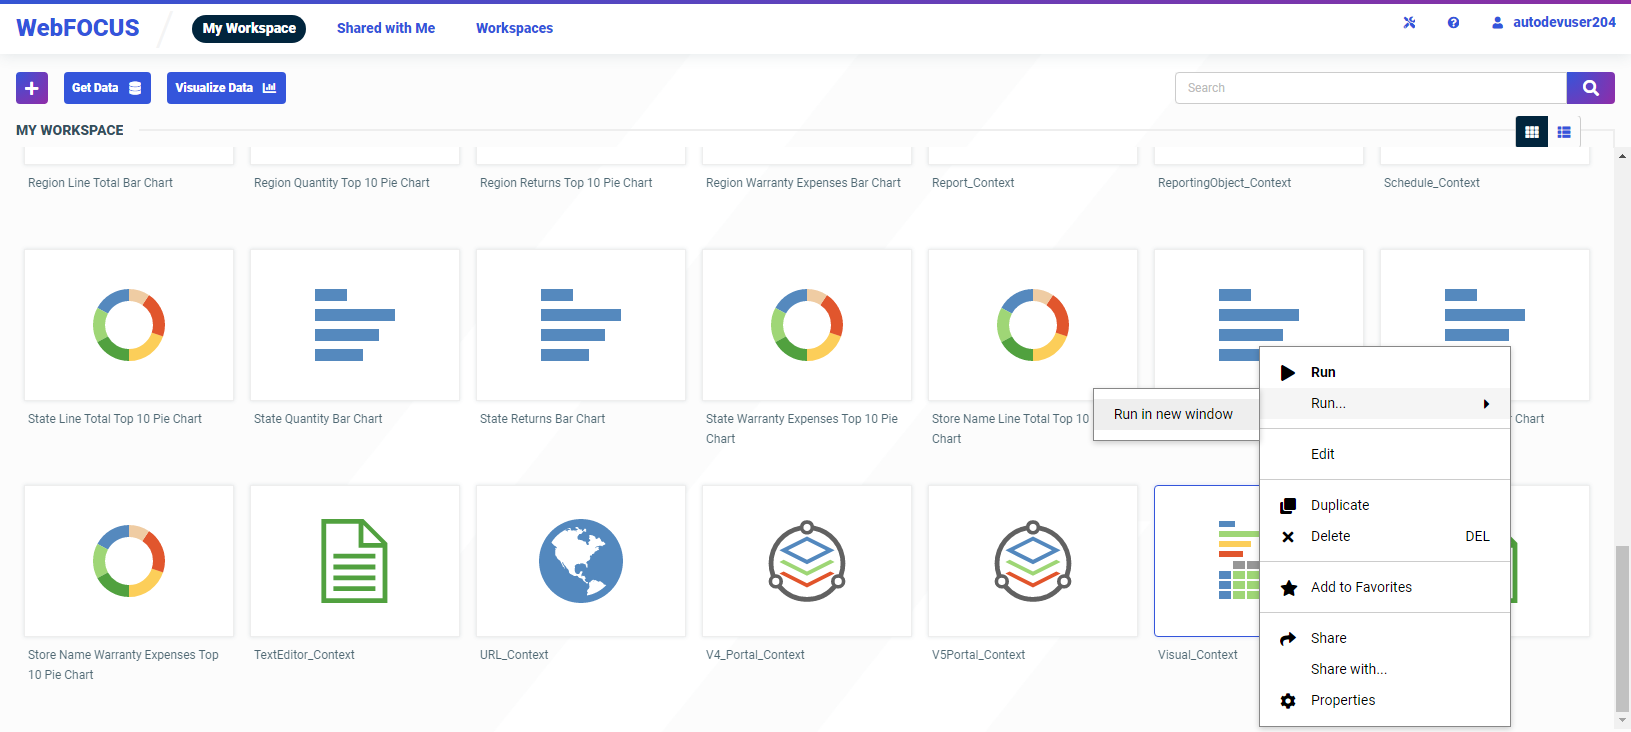 WebFOCUS
My Workspace
Shared with Me
Workspaces
autodevuser204
Get Data
Visualize Data
Search
MY WORKSPACE
Region Line Total Bar Chart
Region Quantity Top 10 Pie Chart
Region Returns Top 10 Pie Chart
Region Warranty Expenses Bar Chart
Report_Context
ReportingObject_Context
Schedule_Context
State Line Total Top 10 Pie Chart
State Quantity Bar Chart
State Returns Bar Chart
State Warranty Expenses Top 10 Pie
Chart
Store Name Line Total Top 10
Chart
Chart
Run
Run...
Run in new window
Edit
Duplicate
Delete DEL
Add to Favorites
Share
Share with...
Properties
Store Name Warranty Expenses Top
10 Pie Chart
TextEditor_Context
URL_Context
V4_Portal_Context
V5Portal_Context
Visual_Context